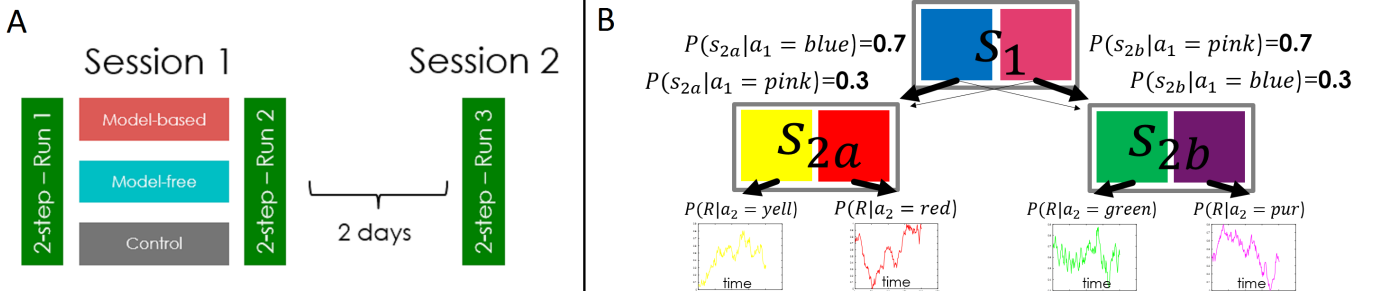 A
Session 1
Session 2
2-step – Run 1
Model-based
Model-free
Control
2-step – Run 2
2 days
2-step – Run 3
B
P(s2a|a1 = blue)=0.7
P(s2a|a1 = pink)=0.3
S1
P(s2b|a1 = pink)=0.7
P(s2b|a1 = blue)=0.3
S2a
S2b
P(R|a2 = yell)
P(R|a2 = red)
P(R|a2 = green)
P(R|a2 = pur)
time
time
time
time